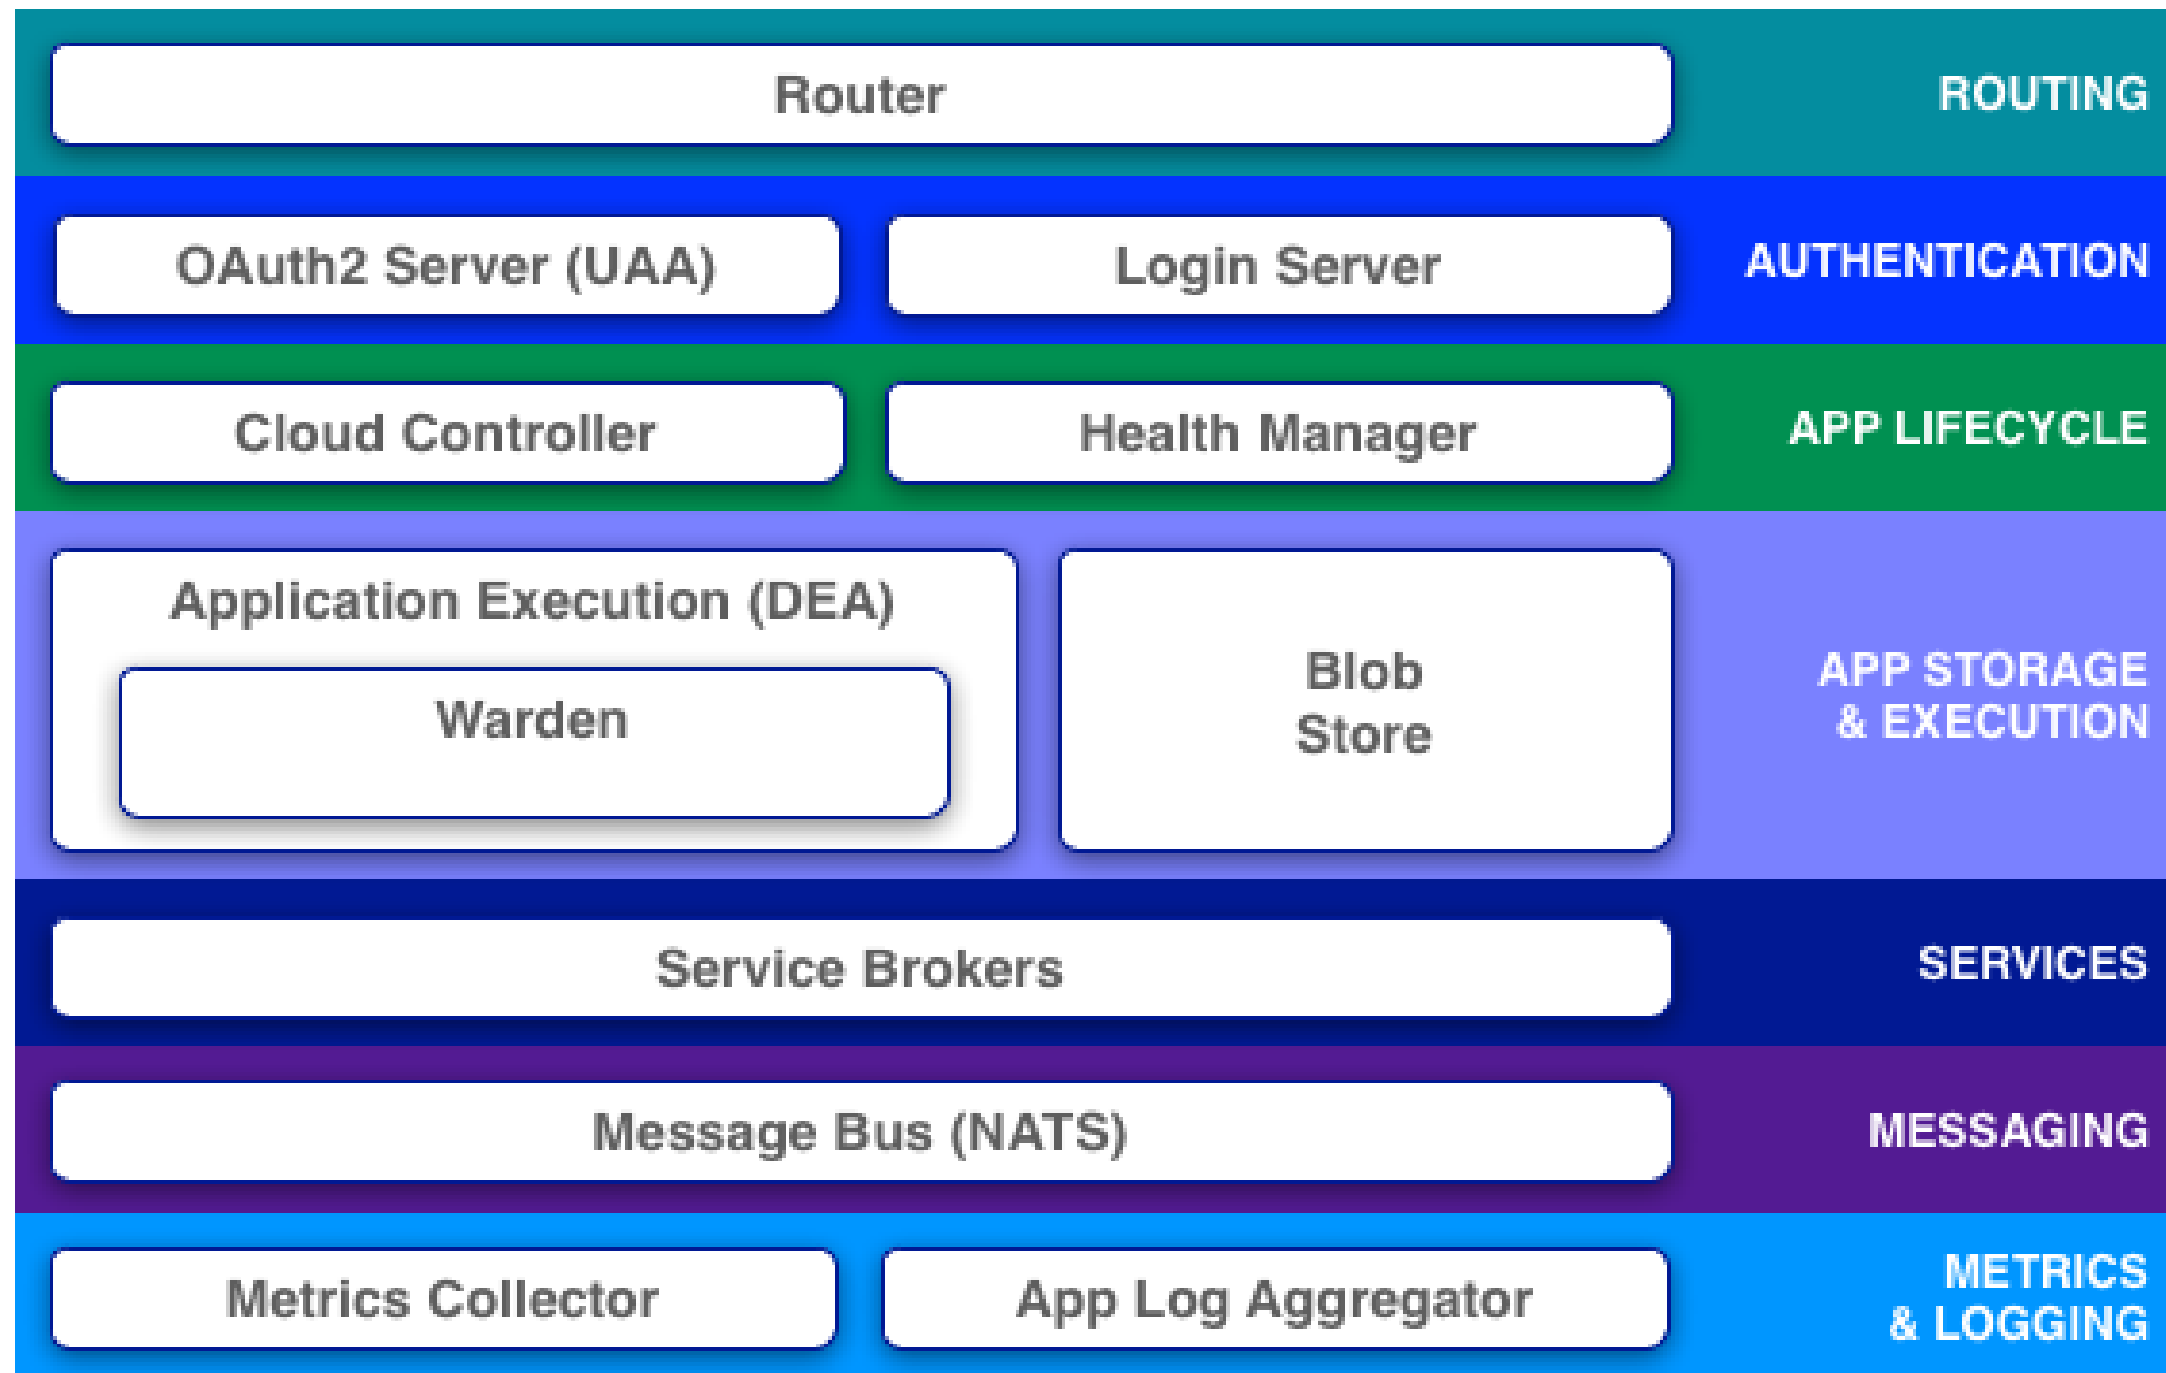 Router
ROUTING
OAuth2 Server (UAA)
Login Server
AUTHENTICATION
Cloud Controller
Health Manager
APP LIFECYCLE
Application Execution (DEA)
Warden
Blob
Store
APP STORAGE
& EXECUTION
Service Brokers
SERVICES
Message Bus (NATS)
MESSAGING
Metrics Collector
App Log Aggregator
METRICS
& LOGGING